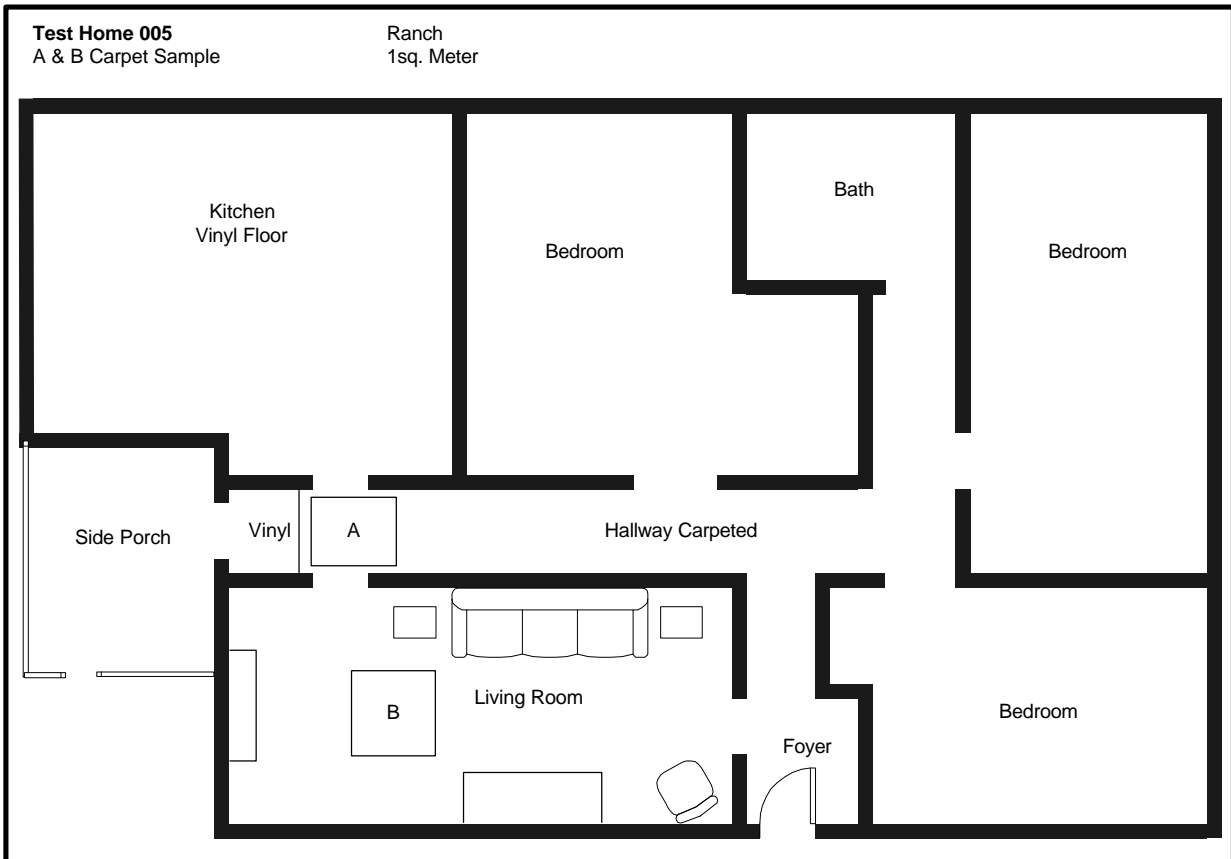 Test Home 005
Ranch
A & B Carpet Sample
1sq. Meter
Kitchen
Vinyl Floor
Bedroom
Bath
Bedroom
Side Porch
Vinyl
A
Hallway Carpeted
B
Living Room
Foyer
Bedroom